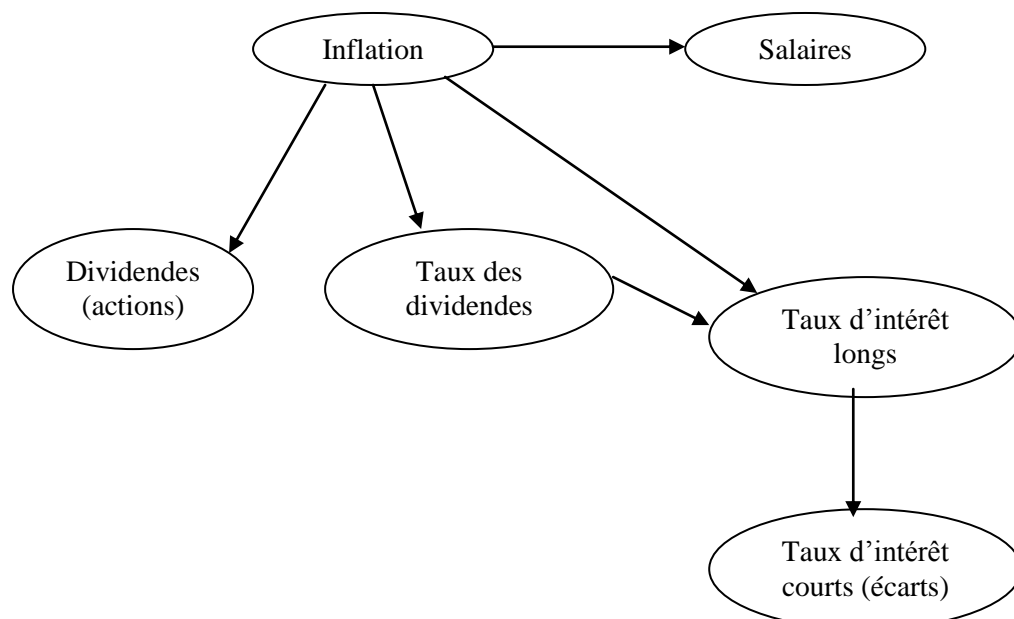 Inflation
Salaires
Dividendes
(actions)
Taux des
dividendes
Taux d'intérêt
longs
Taux d'intérêt
courts (écarts)